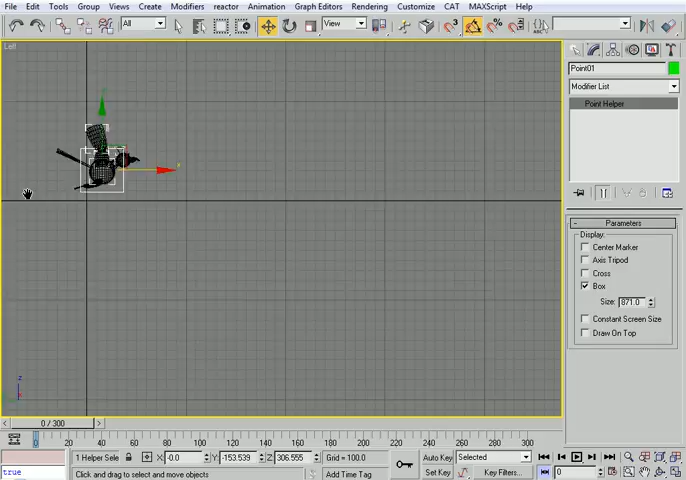 File Edit Tools Group Views Create Modifiers reactor Animation Graph Editors Rendering Customize CAT MAXScript Help
All View 3 % ABC
Left
Point01
Modifier List
Point Helper
- Parameters
Display:
Center Marker
Axis Tripod
Cross
Box
Size: 871.0
Constant Screen Size
Draw On Top
z
x
0 / 300
0 20 40 60 80 100 120 140 160 180 200 220 240 260 280 300
1 Helper Sele X: -0.0 Y: -153.539 Z: 306.555 Grid = 100.0 Auto Key Selected
true Click and drag to select and move objects Add Time Tag Set Key Key Filters... 0